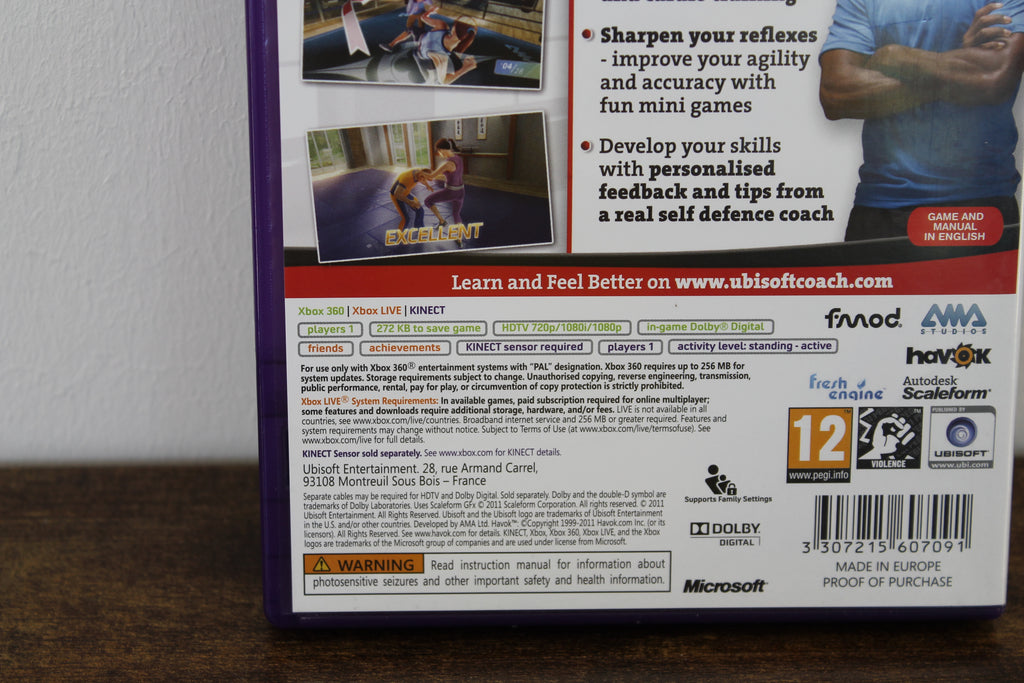 and cardio training
04/28
• Sharpen your reflexes
- improve your agility
and accuracy with
fun mini games
• Develop your skills
with personalised
feedback and tips from
a real self defence coach
EXCELLENT
GAME AND
MANUAL
IN ENGLISH
Learn and Feel Better on www.ubisoftcoach.com
Xbox 360 | Xbox LIVE | KINECT
players 1 272 KB to save game HDTV 720p/1080i/1080p in-game Dolby® Digital
friends achievements KINECT sensor required players 1 activity level: standing - active
For use only with Xbox 360® entertainment systems with "PAL" designation. Xbox 360 requires up to 256 MB for
system updates. Storage requirements subject to change. Unauthorised copying, reverse engineering, transmission,
public performance, rental, pay for play, or circumvention of copy protection is strictly prohibited.
Xbox LIVE® System Requirements: In available games, paid subscription required for online multiplayer;
some features and downloads require additional storage, hardware, and/or fees. LIVE is not available in all
countries, see www.xbox.com/live/countries. Broadband internet service and 256 MB or greater required. Features and
system requirements may change without notice. Subject to Terms of Use (at www.xbox.com/live/termsofuse). See
www.xbox.com/live for full details.
KINECT Sensor sold separately. See www.xbox.com for KINECT details.
Ubisoft Entertainment. 28, rue Armand Carrel,
93108 Montreuil Sous Bois – France
Separate cables may be required for HDTV and Dolby Digital. Sold separately. Dolby and the double-D symbol are
trademarks of Dolby Laboratories. Uses Scaleform GFx © 2011 Scaleform Corporation. All rights reserved. © 2011
Ubisoft Entertainment. All Rights Reserved. Ubisoft and the Ubisoft logo are trademarks of Ubisoft Entertainment
in the U.S. and/or other countries. Developed by AMA Ltd. Havok™: ©Copyright 1999-2011 Havok.com Inc. (or its
licensors). All Rights Reserved. See www.havok.com for details. KINECT, Xbox, Xbox 360, Xbox LIVE, and the Xbox
logos are trademarks of the Microsoft group of companies and are used under license from Microsoft.
WARNING Read instruction manual for information about
photosensitive seizures and other important safety and health information.
fmod.
AMA
STUDIOS
havok
fresh
engine
Autodesk
Scaleform®
12
www.pegi.info
VIOLENCE
PUBLISHED BY
UBISOFT
www.ubi.com
Supports Family Settings
DOLBY
DIGITAL
Microsoft®
3 307215 607091
MADE IN EUROPE
PROOF OF PURCHASE